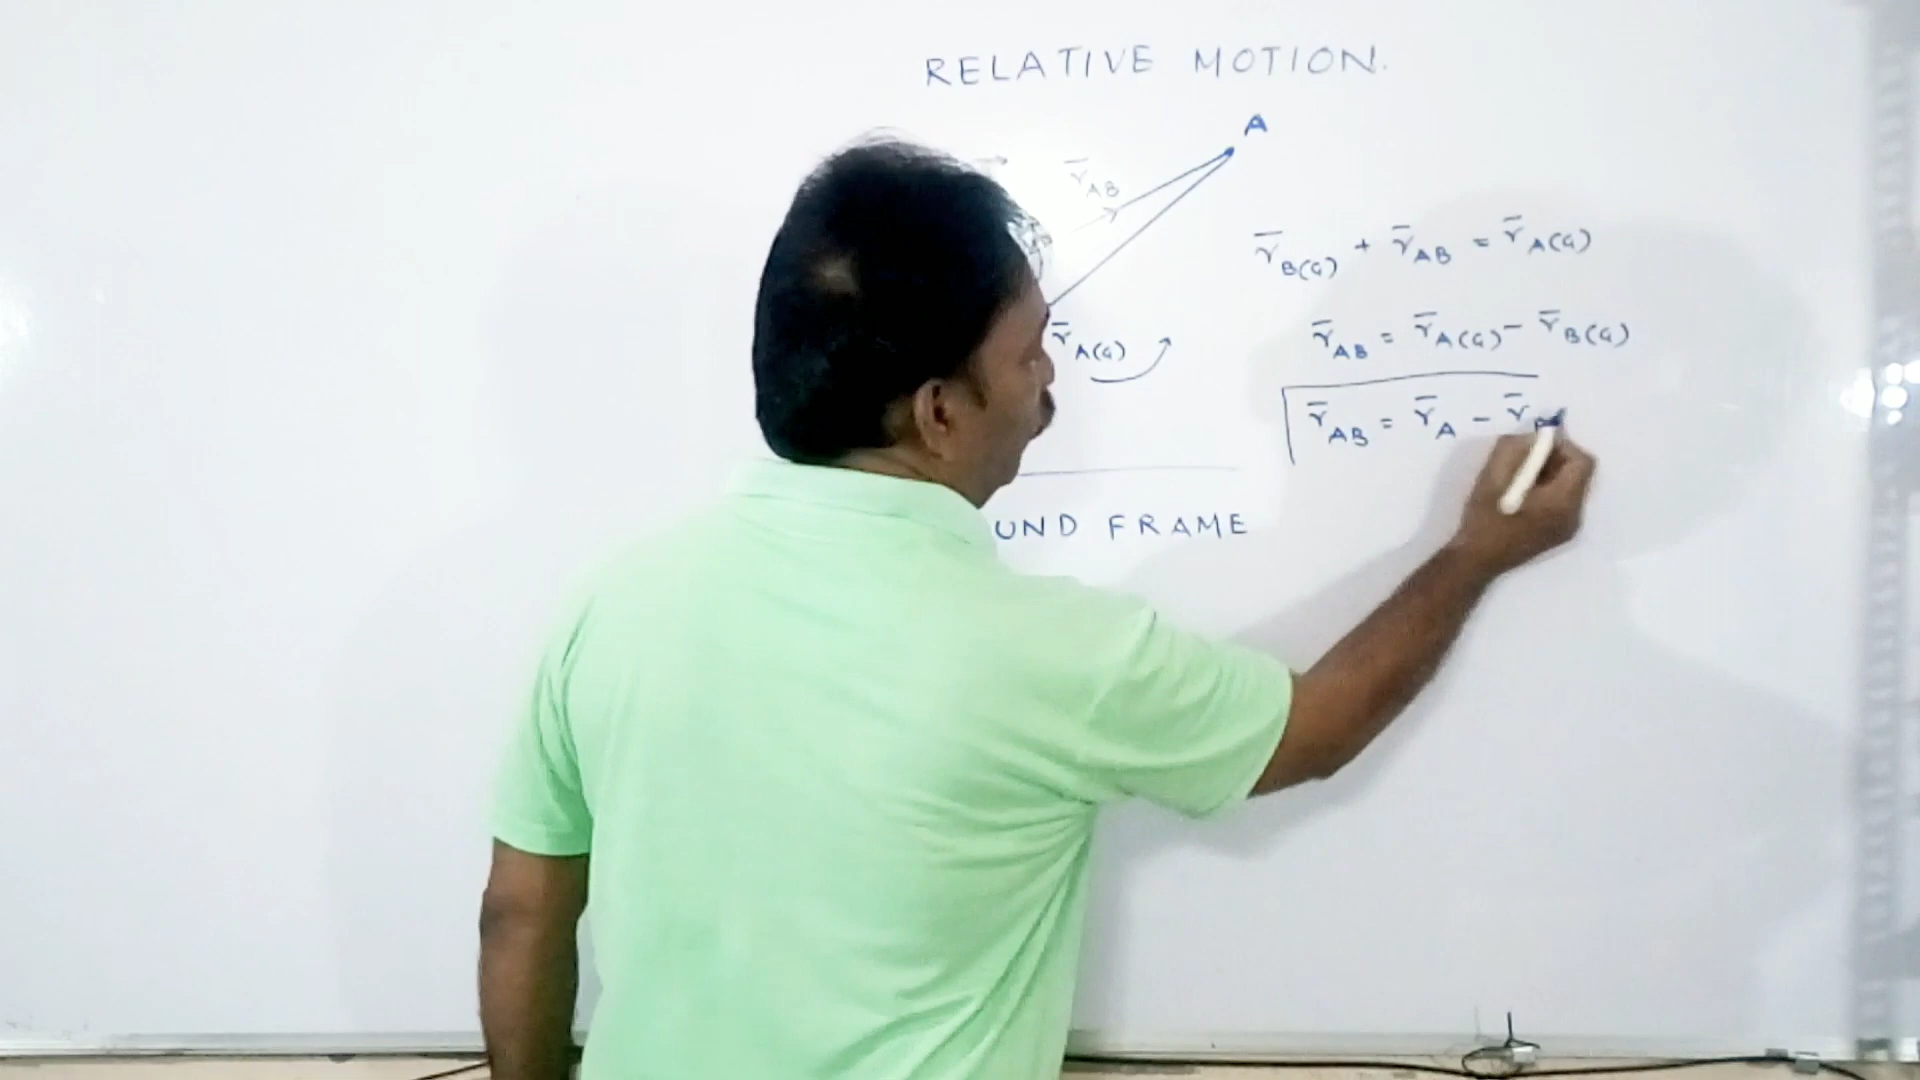 RELATIVE MOTION.
A
r̅ AB
r̅ B(G) + r̅ AB = r̅ A(G)
r̅ A(G)
r̅ AB = r̅ A(G) - r̅ B(G)
r̅ AB = r̅ A - r̅
UND FRAME